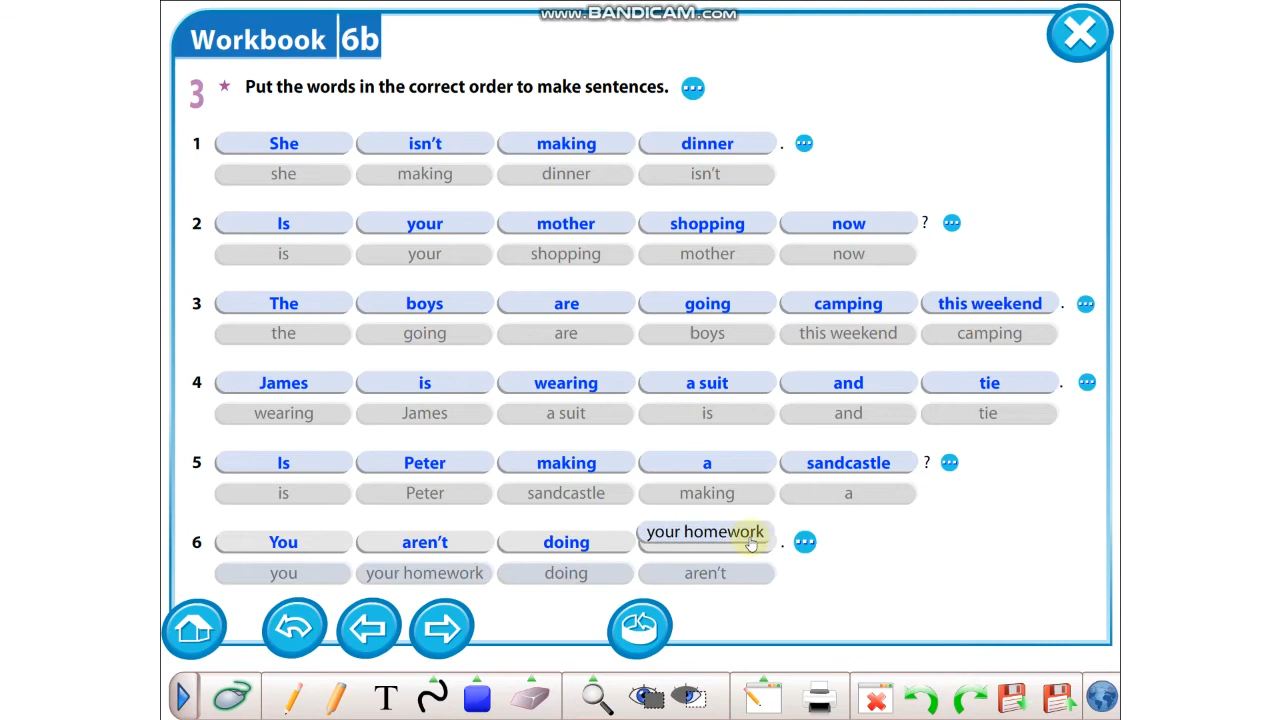 www.BANDICAM.com
Workbook 6b
3 ★ Put the words in the correct order to make sentences.
1 She isn't making dinner .
she making dinner isn't
2 Is your mother shopping now ?
is your shopping mother now
3 The boys are going camping this weekend .
the going are boys this weekend camping
4 James is wearing a suit and tie .
wearing James a suit is and tie
5 Is Peter making a sandcastle ?
is Peter sandcastle making a
6 You aren't doing your homework .
you your homework doing aren't
T